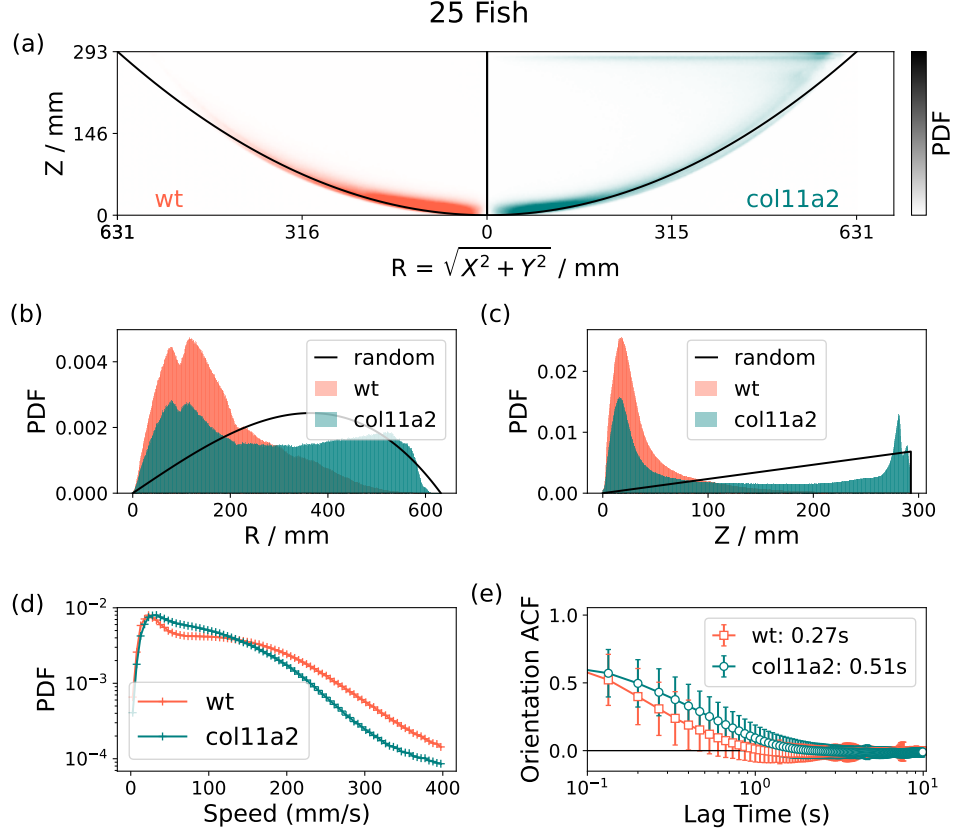 25 Fish
(a)
293
146
0
Z / mm
wt
col11a2
PDF
631
316
0
315
631
R = √X² + Y² / mm
(b)
(c)
0.004
0.002
0.000
PDF
random
wt
col11a2
0
200
400
600
R / mm
0.02
0.01
0.00
PDF
random
wt
col11a2
0
100
200
300
Z / mm
(d)
(e)
10⁻²
10⁻³
10⁻⁴
PDF
wt
col11a2
0
100
200
300
400
Speed (mm/s)
1.0
0.5
0.0
Orientation ACF
wt: 0.27s
col11a2: 0.51s
10⁻¹
10⁰
10¹
Lag Time (s)